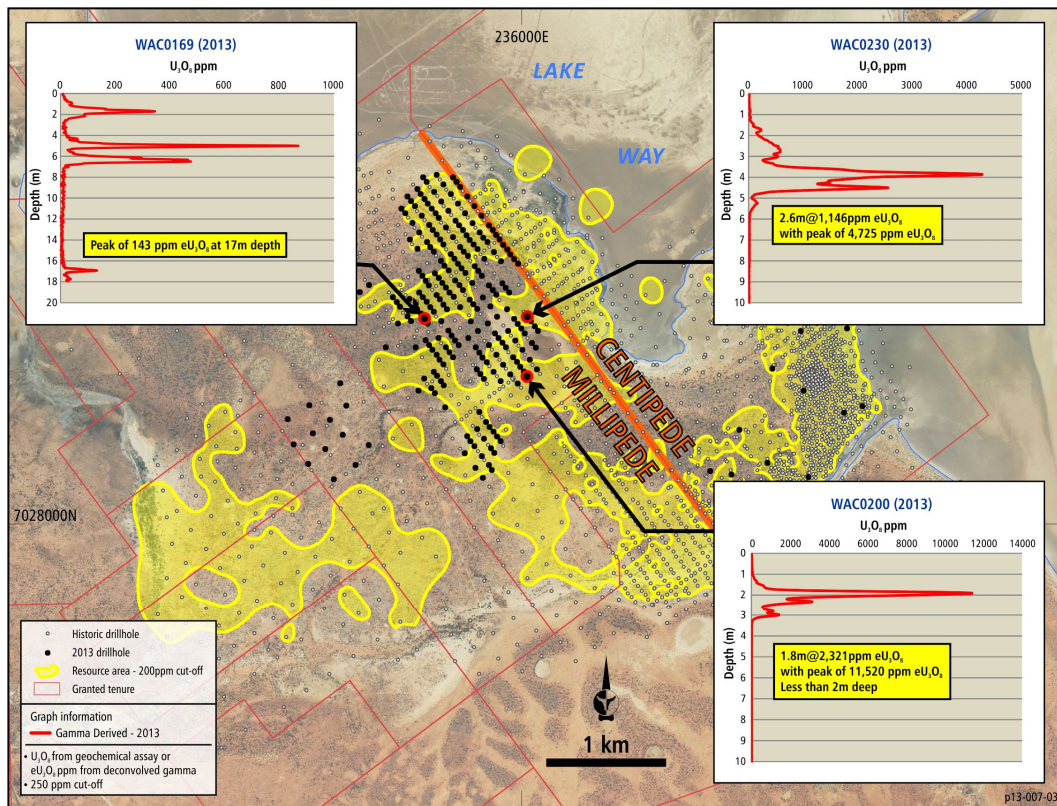 WAC0169 (2013)
U₃O₈ ppm
0 200 400 600 800 1000
0
2
4
6
8
10
12
14
16
18
20
Depth (m)
Peak of 143 ppm eU₃O₈ at 17m depth
236000E
LAKE
WAY
WAC0230 (2013)
U₃O₈ ppm
0 1000 2000 3000 4000 5000
0
1
2
3
4
5
6
7
8
9
10
Depth (m)
2.6m@1,146ppm eU₃O₈
with peak of 4,725 ppm eU₃O₈
CENTIPEDE
MILLIPEDE
7028000N
WAC0200 (2013)
U₃O₈ ppm
0 2000 4000 6000 8000 10000 12000 14000
0
1
2
3
4
5
6
7
8
9
10
Depth (m)
1.8m@2,321ppm eU₃O₈
with peak of 11,520 ppm eU₃O₈
Less than 2m deep
Historic drillhole
2013 drillhole
Resource area - 200ppm cut-off
Granted tenure
Graph information
Gamma Derived - 2013
• U₃O₈ from geochemical assay or
eU₃O₈ ppm from deconvolved gamma
• 250 ppm cut-off
1 km
p13-007-03